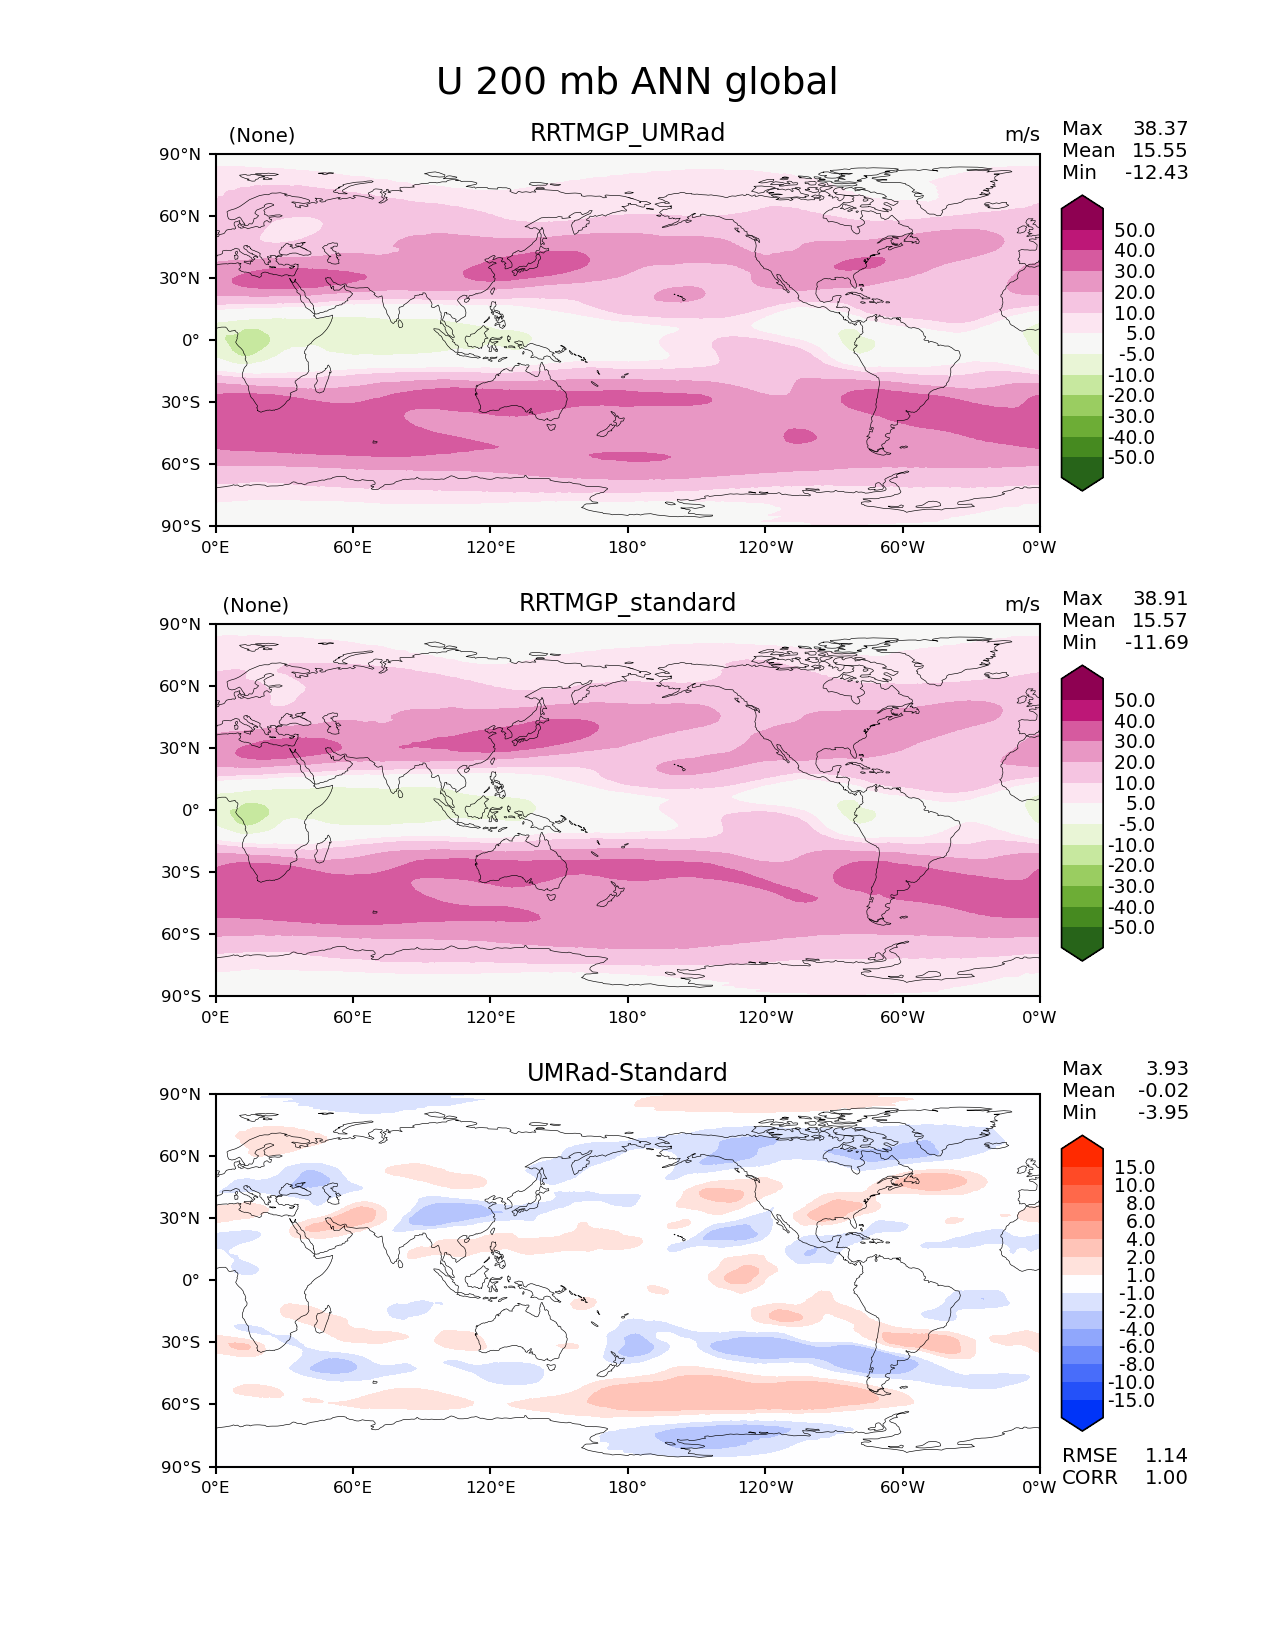 U 200 mb ANN global
(None) RRTMGP_UMRad m/s
Max 38.37
Mean 15.55
Min -12.43
90°N
60°N
30°N
0°
30°S
60°S
90°S
0°E 60°E 120°E 180° 120°W 60°W 0°W
50.0
40.0
30.0
20.0
10.0
5.0
-5.0
-10.0
-20.0
-30.0
-40.0
-50.0
(None) RRTMGP_standard m/s
Max 38.91
Mean 15.57
Min -11.69
90°N
60°N
30°N
0°
30°S
60°S
90°S
0°E 60°E 120°E 180° 120°W 60°W 0°W
50.0
40.0
30.0
20.0
10.0
5.0
-5.0
-10.0
-20.0
-30.0
-40.0
-50.0
UMRad-Standard
Max 3.93
Mean -0.02
Min -3.95
90°N
60°N
30°N
0°
30°S
60°S
90°S
0°E 60°E 120°E 180° 120°W 60°W 0°W
15.0
10.0
8.0
6.0
4.0
2.0
1.0
-1.0
-2.0
-4.0
-6.0
-8.0
-10.0
-15.0
RMSE 1.14
CORR 1.00